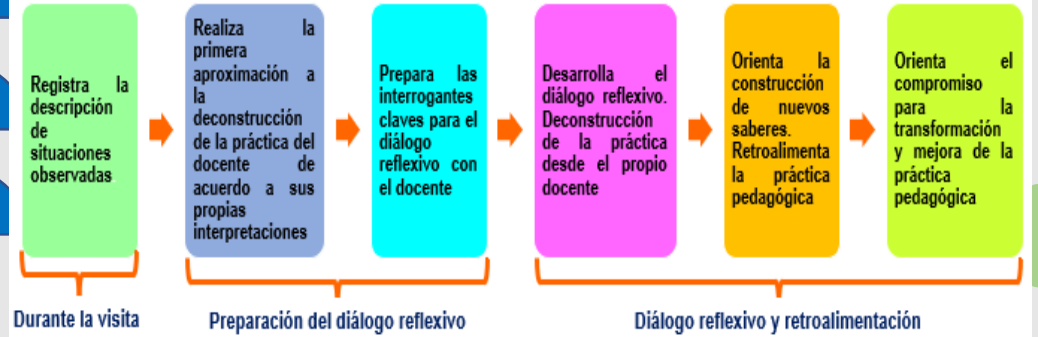 Registra la
descripción
de
situaciones
observadas
Realiza la
primera
aproximación a
la
deconstrucción
de la práctica del
docente de
acuerdo a sus
propias
interpretaciones
Prepara las
interrogantes
claves para el
diálogo
reflexivo con
el docente
Desarrolla el
diálogo reflexivo.
Deconstrucción
de la práctica
desde el propio
docente
Orienta la
construcción
de nuevos
saberes.
Retroalimenta
la práctica
pedagógica
Orienta el
compromiso
para la
transformación
y mejora de la
práctica
pedagógica
Durante la visita
Preparación del diálogo reflexivo
Diálogo reflexivo y retroalimentación